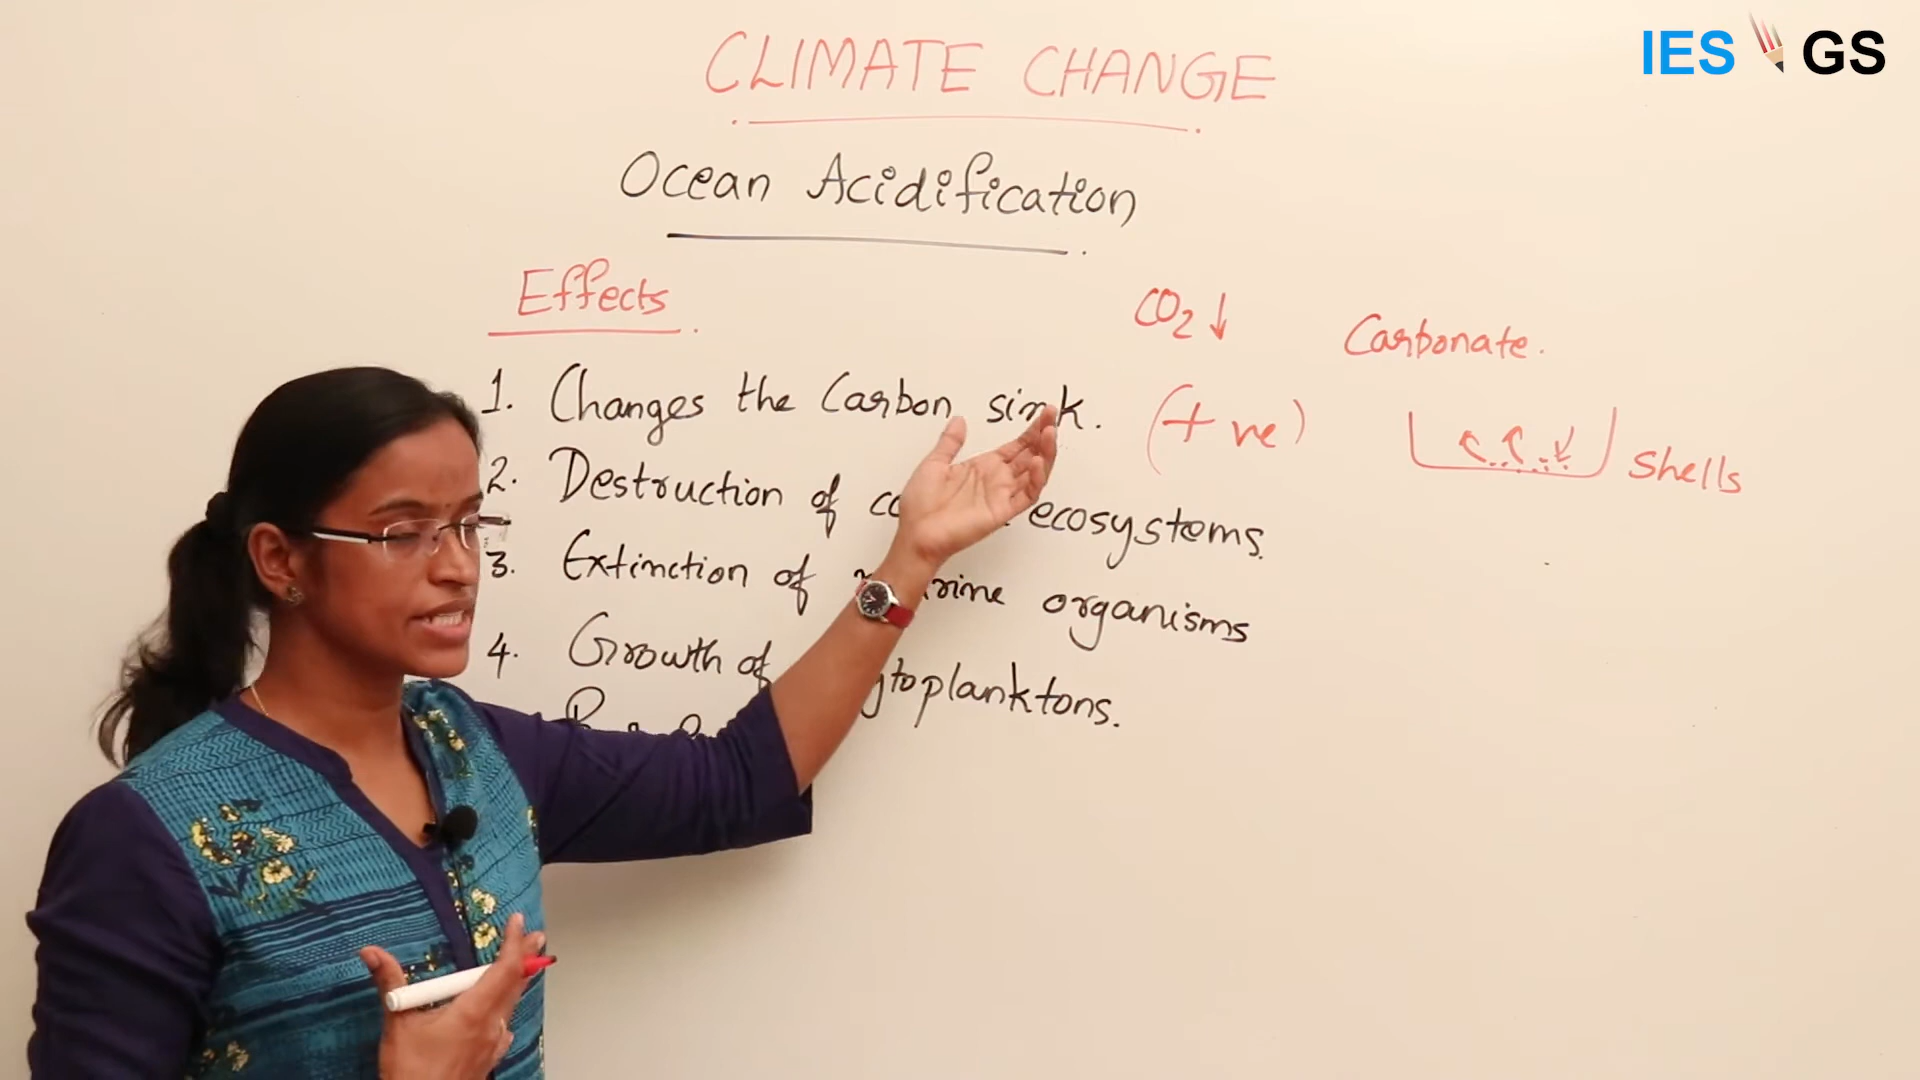 IES GS
CLIMATE CHANGE
Ocean Acidification
Effects
CO2↓
Carbonate.
1. Changes the Carbon sink.
(+ve)
Shells
2. Destruction of ecosystems.
3. Extinction of organisms
4. Growth of